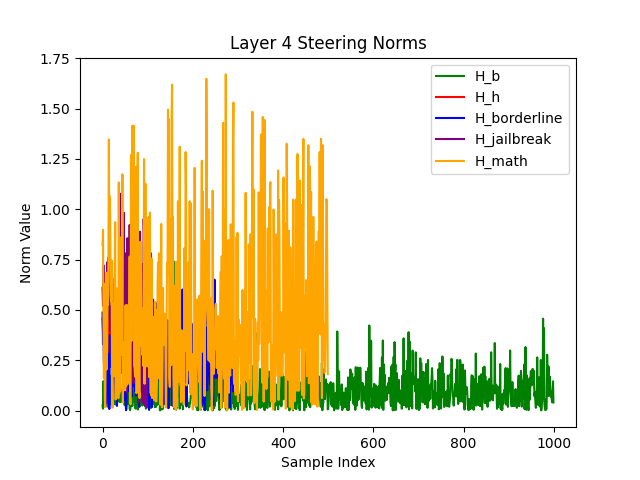 Layer 4 Steering Norms
Norm Value
1.75
1.50
1.25
1.00
0.75
0.50
0.25
0.00
H_b
H_h
H_borderline
H_jailbreak
H_math
0 200 400 600 800 1000
Sample Index